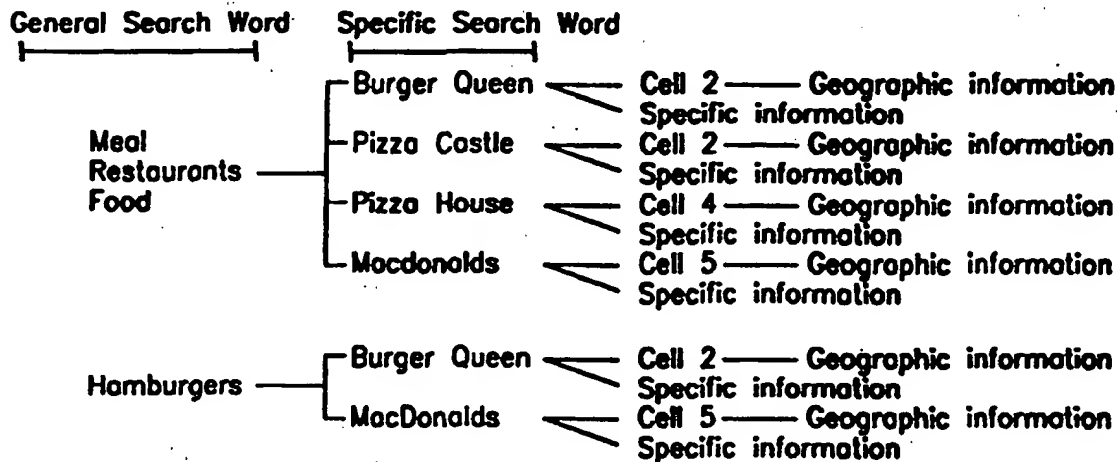 General Search Word Specific Search Word
Burger Queen Cell 2 Geographic information
Specific information
Meal
Restaurants
Food
Pizza Castle Cell 2 Geographic information
Specific information
Pizza House Cell 4 Geographic information
Specific information
Macdonalds Cell 5 Geographic information
Specific information
Hamburgers
Burger Queen Cell 2 Geographic information
Specific information
MacDonalds Cell 5 Geographic information
Specific information